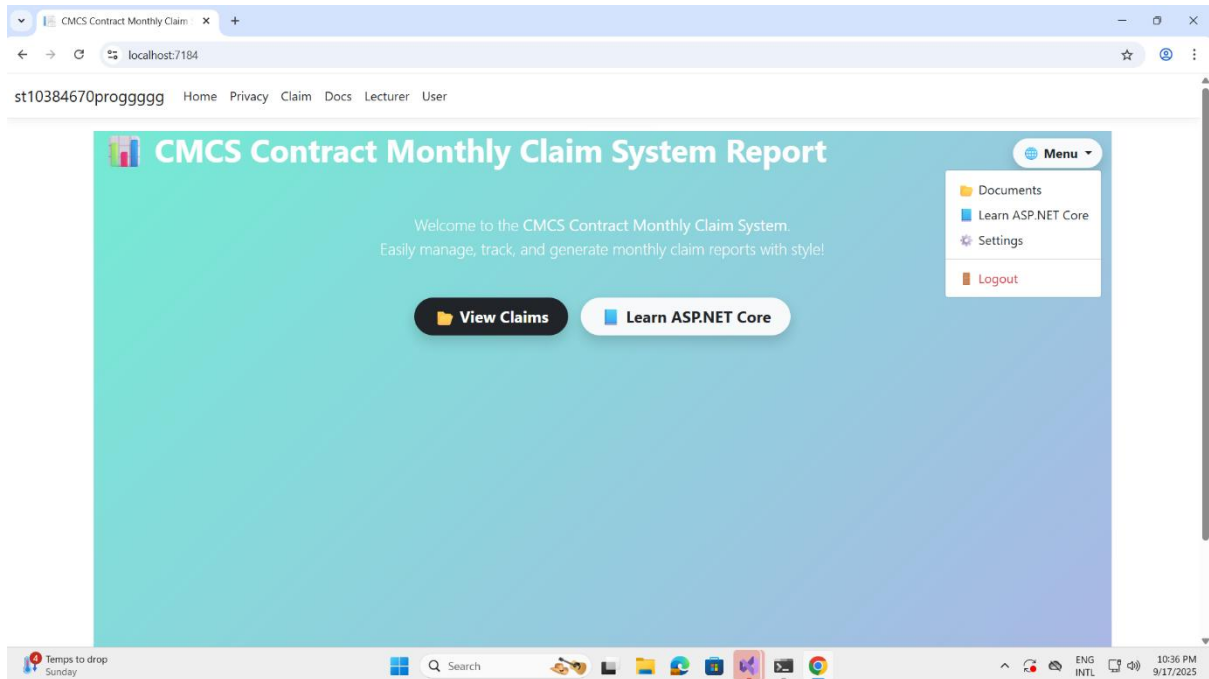 CMCS Contract Monthly Claim
localhost:7184
st10384670proggggg Home Privacy Claim Docs Lecturer User
CMCS Contract Monthly Claim System Report
Menu
Documents
Learn ASP.NET Core
Settings
Logout
Welcome to the CMCS Contract Monthly Claim System.
Easily manage, track, and generate monthly claim reports with style!
View Claims
Learn ASP.NET Core
4
Temps to drop
Sunday
Search
ENG
INTL
10:36 PM
9/17/2025